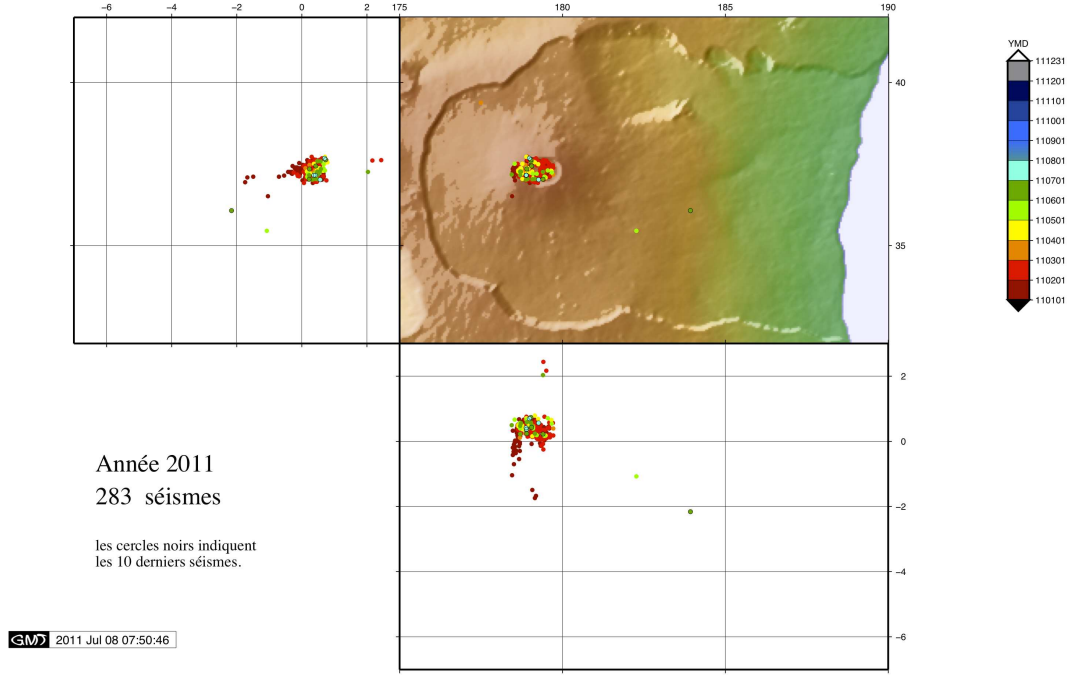 −6 −4 −2 0 2 175 180 185 190
YMD
111231
111201
111101
111001
110901
110801
110701
110601
110501
110401
110301
110201
110101
40
35
2
0
−2
−4
−6
Année 2011
283 séismes
les cercles noirs indiquent
les 10 derniers séismes.
GMT 2011 Jul 08 07:50:46